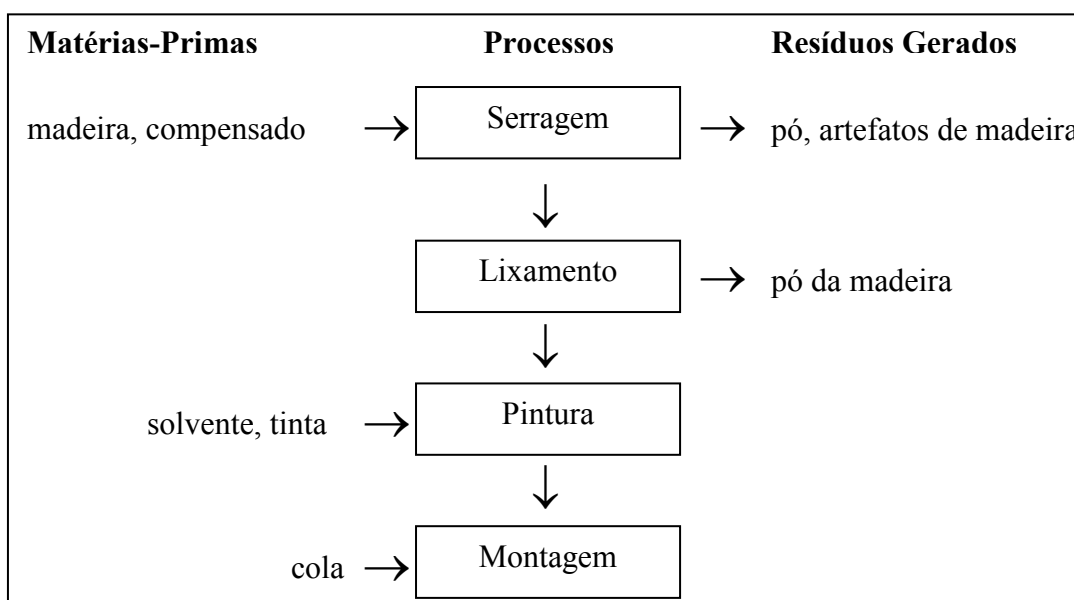 Matérias-Primas Processos Resíduos Gerados
madeira, compensado → Serragem → pó, artefatos de madeira
↓
Lixamento → pó da madeira
↓
solvente, tinta → Pintura
↓
cola → Montagem